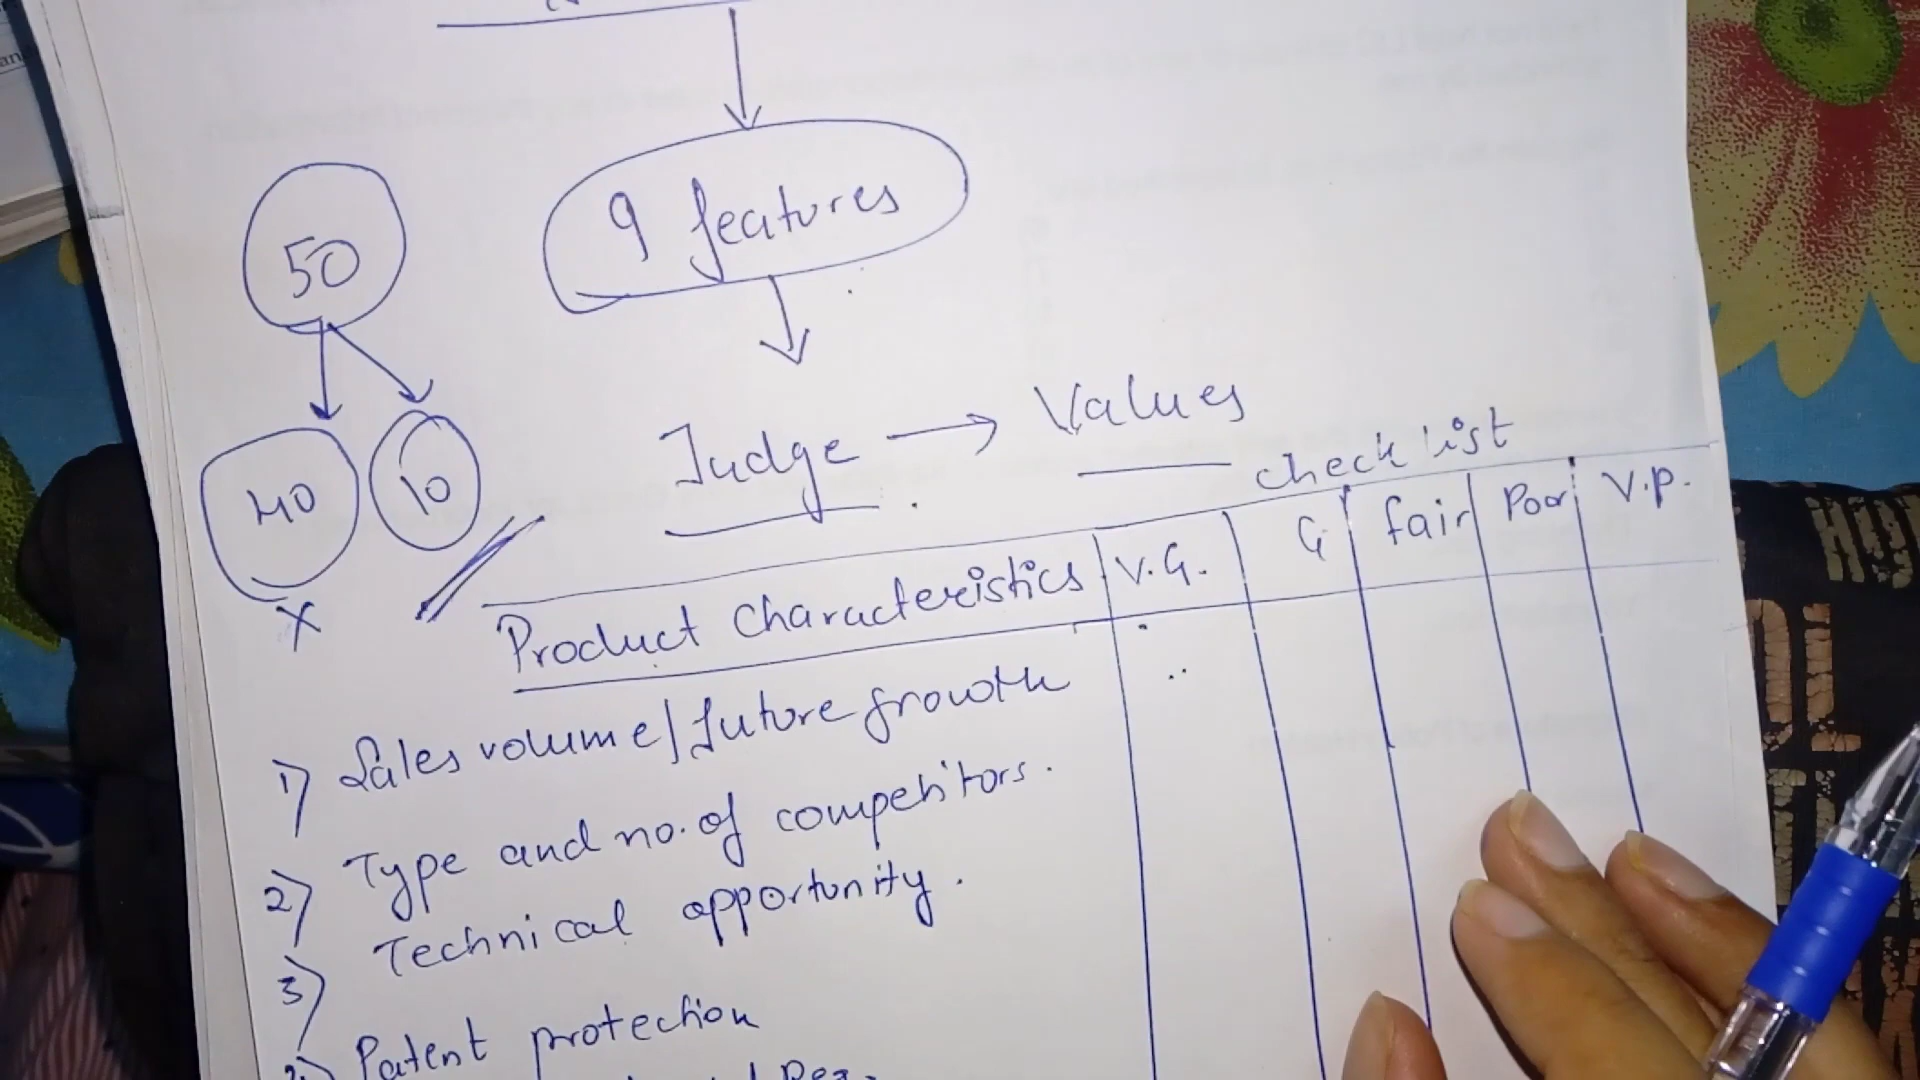 9 features
50
40
10
X
Judge → Values
check list
Product Characteristics V.G. G fair Poor V.P.
1) Sales volume/future growth
2) Type and no. of competitors.
3) Technical opportunity.
Patent protection